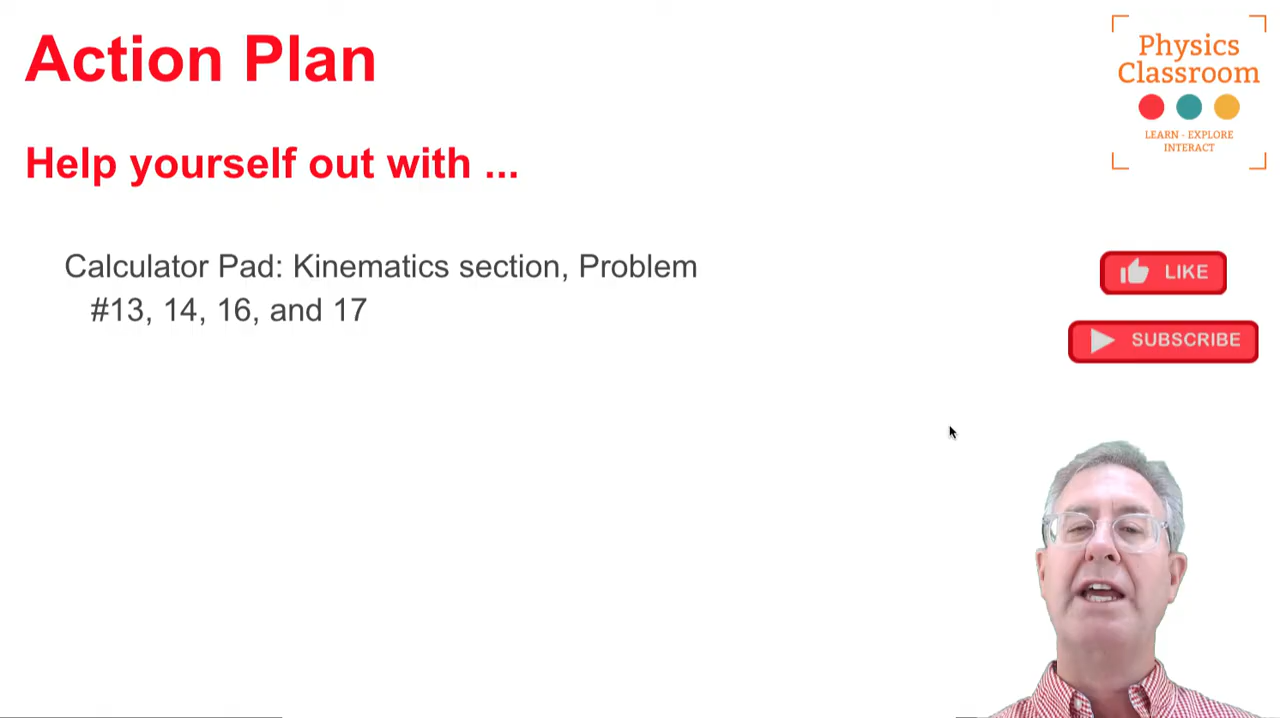 Action Plan
Physics
Classroom
LEARN - EXPLORE
INTERACT
Help yourself out with ...
Calculator Pad: Kinematics section, Problem
#13, 14, 16, and 17
LIKE
SUBSCRIBE